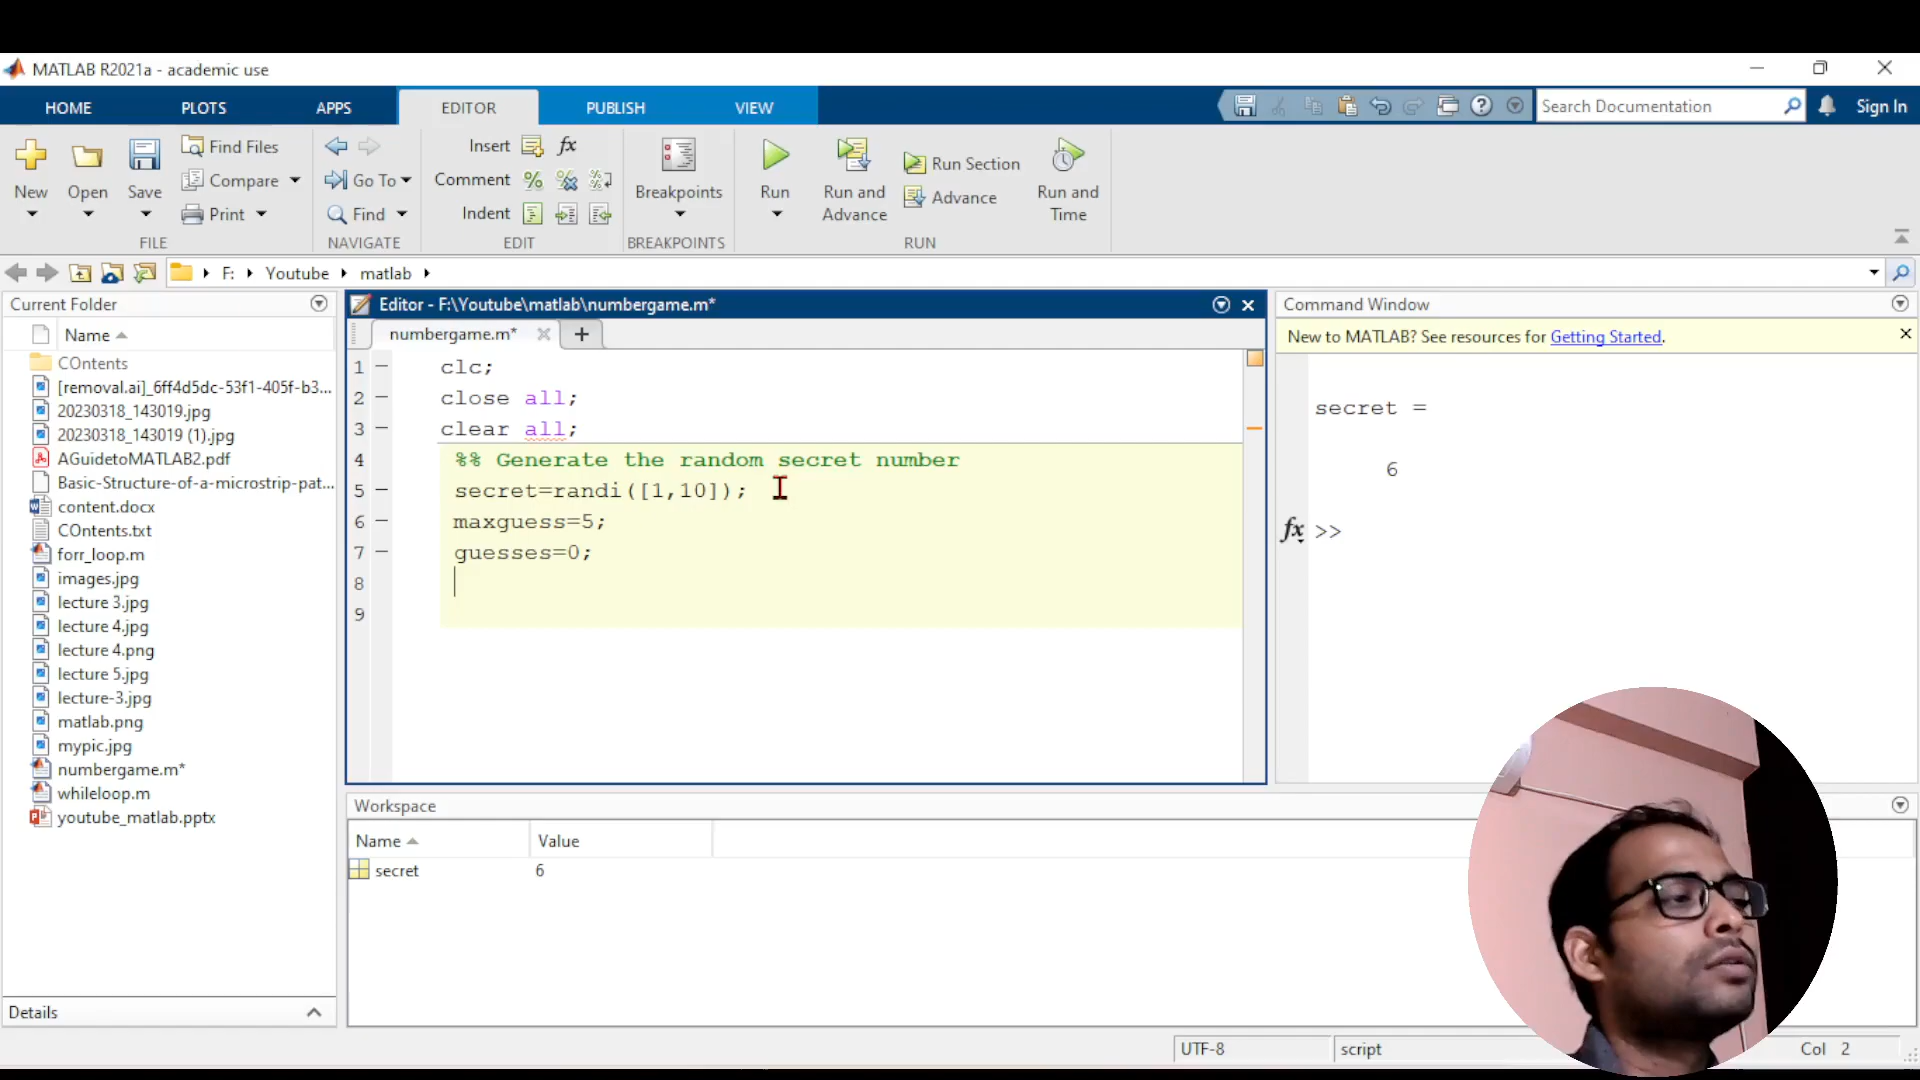 MATLAB R2021a - academic use
HOME PLOTS APPS EDITOR PUBLISH VIEW Search Documentation Sign In
New Open Save Find Files Compare Print FILE
Go To Find NAVIGATE
Insert fx Comment % Indent EDIT
Breakpoints BREAKPOINTS
Run Run and Advance Run Section Advance Run and Time RUN
F: Youtube matlab
Current Folder
Name
COntents
[removal.ai]_6ff4d5dc-53f1-405f-b3...
20230318_143019.jpg
20230318_143019 (1).jpg
AGuidetoMATLAB2.pdf
Basic-Structure-of-a-microstrip-pat...
content.docx
COntents.txt
forr_loop.m
images.jpg
lecture 3.jpg
lecture 4.jpg
lecture 4.png
lecture 5.jpg
lecture-3.jpg
matlab.png
mypic.jpg
numbergame.m*
whileloop.m
youtube_matlab.pptx
Details
Editor - F:\Youtube\matlab\numbergame.m*
numbergame.m*
1 clc;
2 close all;
3 clear all;
4 %% Generate the random secret number
5 secret=randi([1,10]);
6 maxguess=5;
7 guesses=0;
8
9
Command Window
New to MATLAB? See resources for Getting Started.
secret =
6
fx >>
Workspace
Name Value
secret 6
UTF-8 script Col 2